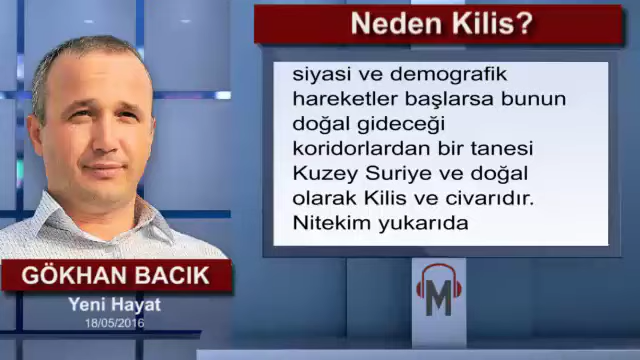 Neden Kilis?
siyasi ve demografik
hareketler başlarsa bunun
doğal gideceği
koridorlardan bir tanesi
Kuzey Suriye ve doğal
olarak Kilis ve civarıdır.
Nitekim yukarıda
GÖKHAN BACIK
Yeni Hayat
18/05/2016
M